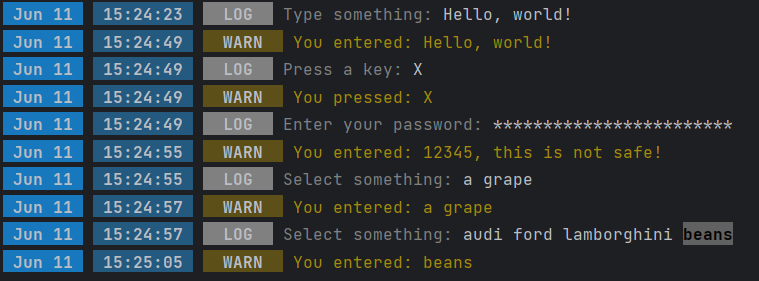 Jun 11 15:24:23 LOG Type something: Hello, world!
Jun 11 15:24:49 WARN You entered: Hello, world!
Jun 11 15:24:49 LOG Press a key: X
Jun 11 15:24:49 WARN You pressed: X
Jun 11 15:24:49 LOG Enter your password: ************************
Jun 11 15:24:55 WARN You entered: 12345, this is not safe!
Jun 11 15:24:55 LOG Select something: a grape
Jun 11 15:24:57 WARN You entered: a grape
Jun 11 15:24:57 LOG Select something: audi ford lamborghini beans
Jun 11 15:25:05 WARN You entered: beans